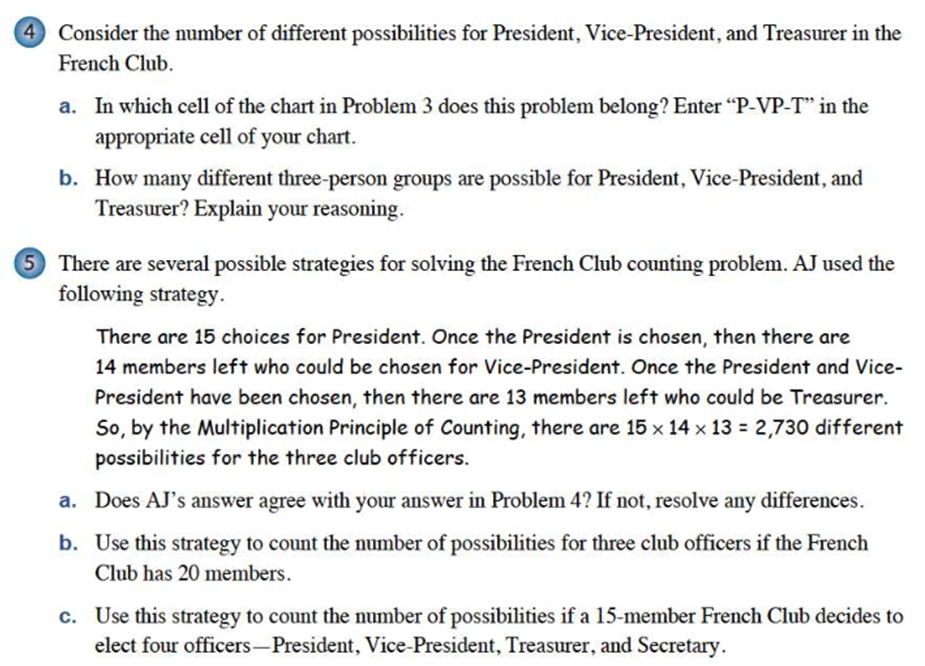 4 Consider the number of different possibilities for President, Vice-President, and Treasurer in the
French Club.
a. In which cell of the chart in Problem 3 does this problem belong? Enter “P-VP-T” in the
appropriate cell of your chart.
b. How many different three-person groups are possible for President, Vice-President, and
Treasurer? Explain your reasoning.
5 There are several possible strategies for solving the French Club counting problem. AJ used the
following strategy.
There are 15 choices for President. Once the President is chosen, then there are
14 members left who could be chosen for Vice-President. Once the President and Vice-
President have been chosen, then there are 13 members left who could be Treasurer.
So, by the Multiplication Principle of Counting, there are 15 × 14 × 13 = 2,730 different
possibilities for the three club officers.
a. Does AJ’s answer agree with your answer in Problem 4? If not, resolve any differences.
b. Use this strategy to count the number of possibilities for three club officers if the French
Club has 20 members.
c. Use this strategy to count the number of possibilities if a 15-member French Club decides to
elect four officers—President, Vice-President, Treasurer, and Secretary.